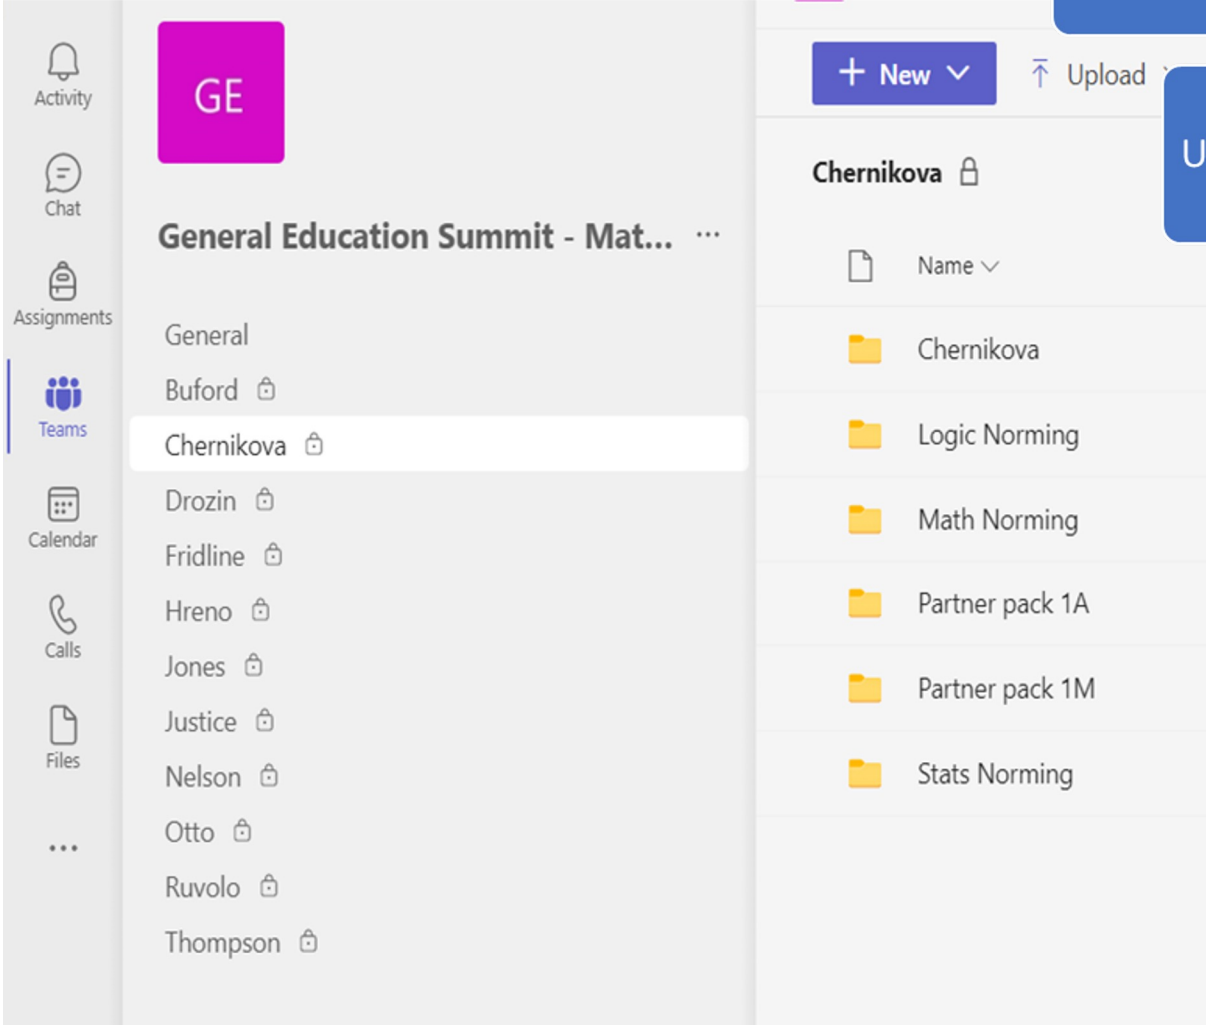 Activity
Chat
Assignments
Teams
Calendar
Calls
Files
GE
General Education Summit - Mat...
General
Buford
Chernikova
Drozin
Fridline
Hreno
Jones
Justice
Nelson
Otto
Ruvolo
Thompson
New
Upload
U
Chernikova
Name
Chernikova
Logic Norming
Math Norming
Partner pack 1A
Partner pack 1M
Stats Norming